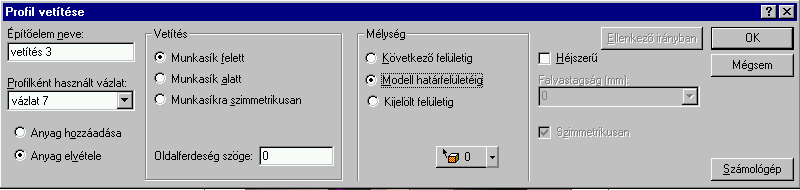 Profil vetítése
Építőelem neve:
vetítés 3
Profilként használt vázlat:
vázlat 7
Anyag hozzáadása
Anyag elvétele
Vetítés
Munkasík felett
Munkasík alatt
Munkasíkra szimmetrikusan
Oldalferdeség szöge:
0
Mélység
Következő felületig
Modell határfelületéig
Kijelölt felületig
0
Ellenkező irányban
Héjszerű
Falvastagság (mm):
0
Szimmetrikusan
OK
Mégsem
Számológép